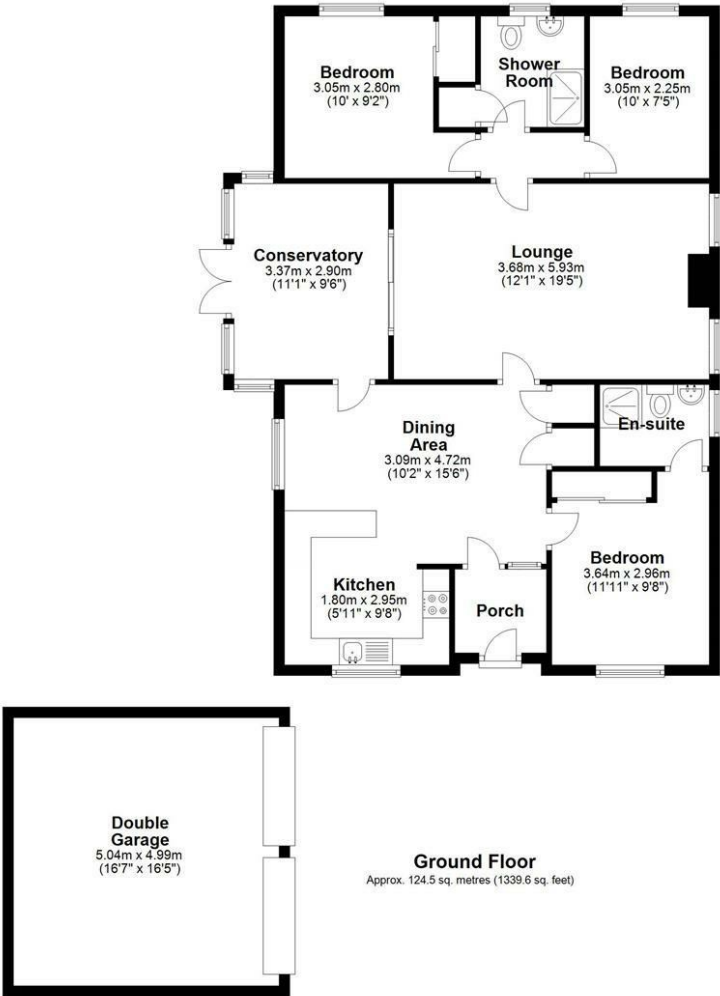 Bedroom
3.05m x 2.80m
(10' x 9'2")
Shower
Room
Bedroom
3.05m x 2.25m
(10' x 7'5")
Conservatory
3.37m x 2.90m
(11'1" x 9'6")
Lounge
3.68m x 5.93m
(12'1" x 19'5")
Dining
Area
3.09m x 4.72m
(10'2" x 15'6")
En-suite
Kitchen
1.80m x 2.95m
(5'11" x 9'8")
Porch
Bedroom
3.64m x 2.96m
(11'11" x 9'8")
Double
Garage
5.04m x 4.99m
(16'7" x 16'5")
Ground Floor
Approx. 124.5 sq. metres (1339.6 sq. feet)